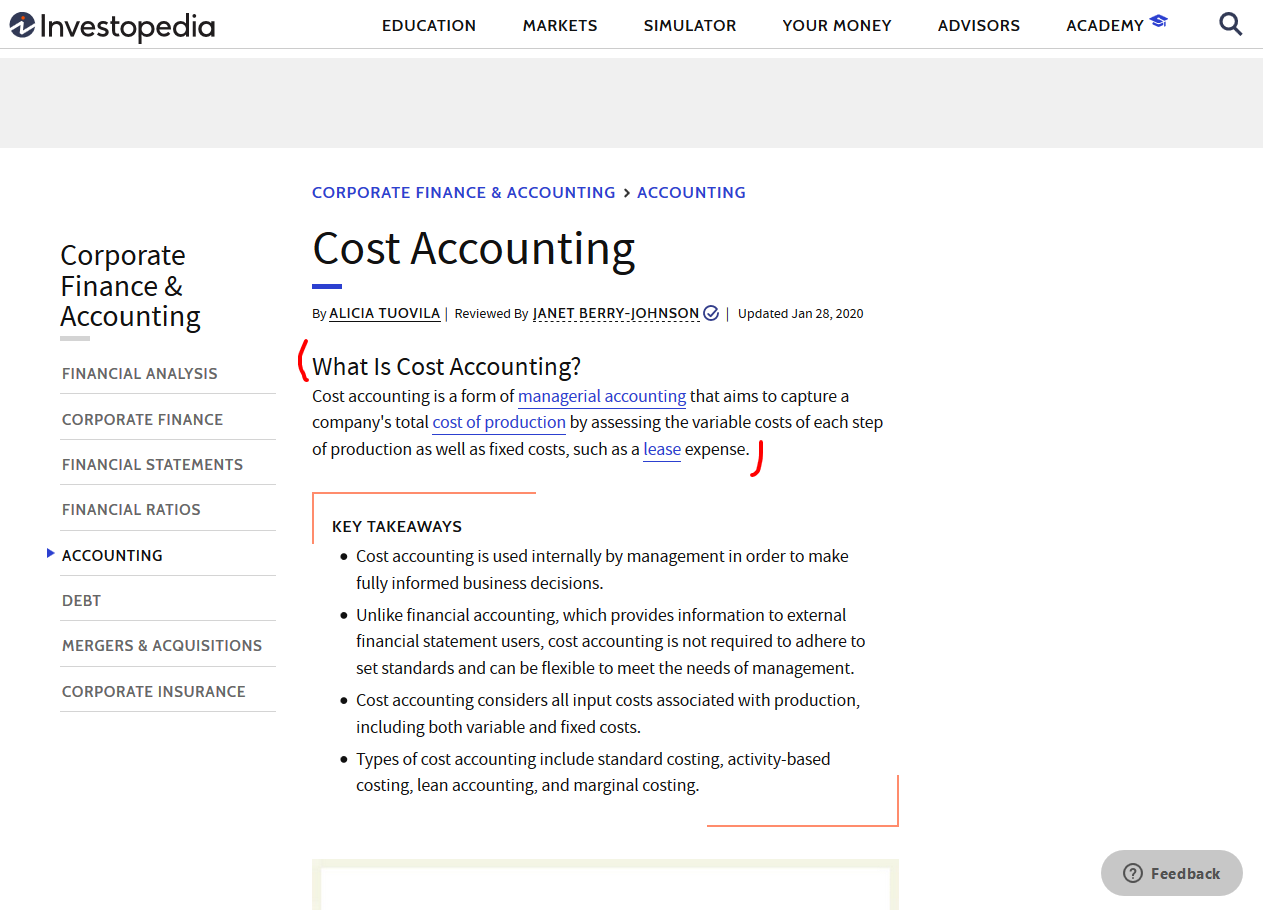 Investopedia
EDUCATION MARKETS SIMULATOR YOUR MONEY ADVISORS ACADEMY
CORPORATE FINANCE & ACCOUNTING > ACCOUNTING
Corporate
Finance &
Accounting
FINANCIAL ANALYSIS
CORPORATE FINANCE
FINANCIAL STATEMENTS
FINANCIAL RATIOS
ACCOUNTING
DEBT
MERGERS & ACQUISITIONS
CORPORATE INSURANCE
Cost Accounting
By ALICIA TUOVILA | Reviewed By JANET BERRY-JOHNSON | Updated Jan 28, 2020
What Is Cost Accounting?
Cost accounting is a form of managerial accounting that aims to capture a
company's total cost of production by assessing the variable costs of each step
of production as well as fixed costs, such as a lease expense.
KEY TAKEAWAYS
● Cost accounting is used internally by management in order to make
fully informed business decisions.
● Unlike financial accounting, which provides information to external
financial statement users, cost accounting is not required to adhere to
set standards and can be flexible to meet the needs of management.
● Cost accounting considers all input costs associated with production,
including both variable and fixed costs.
● Types of cost accounting include standard costing, activity-based
costing, lean accounting, and marginal costing.
? Feedback